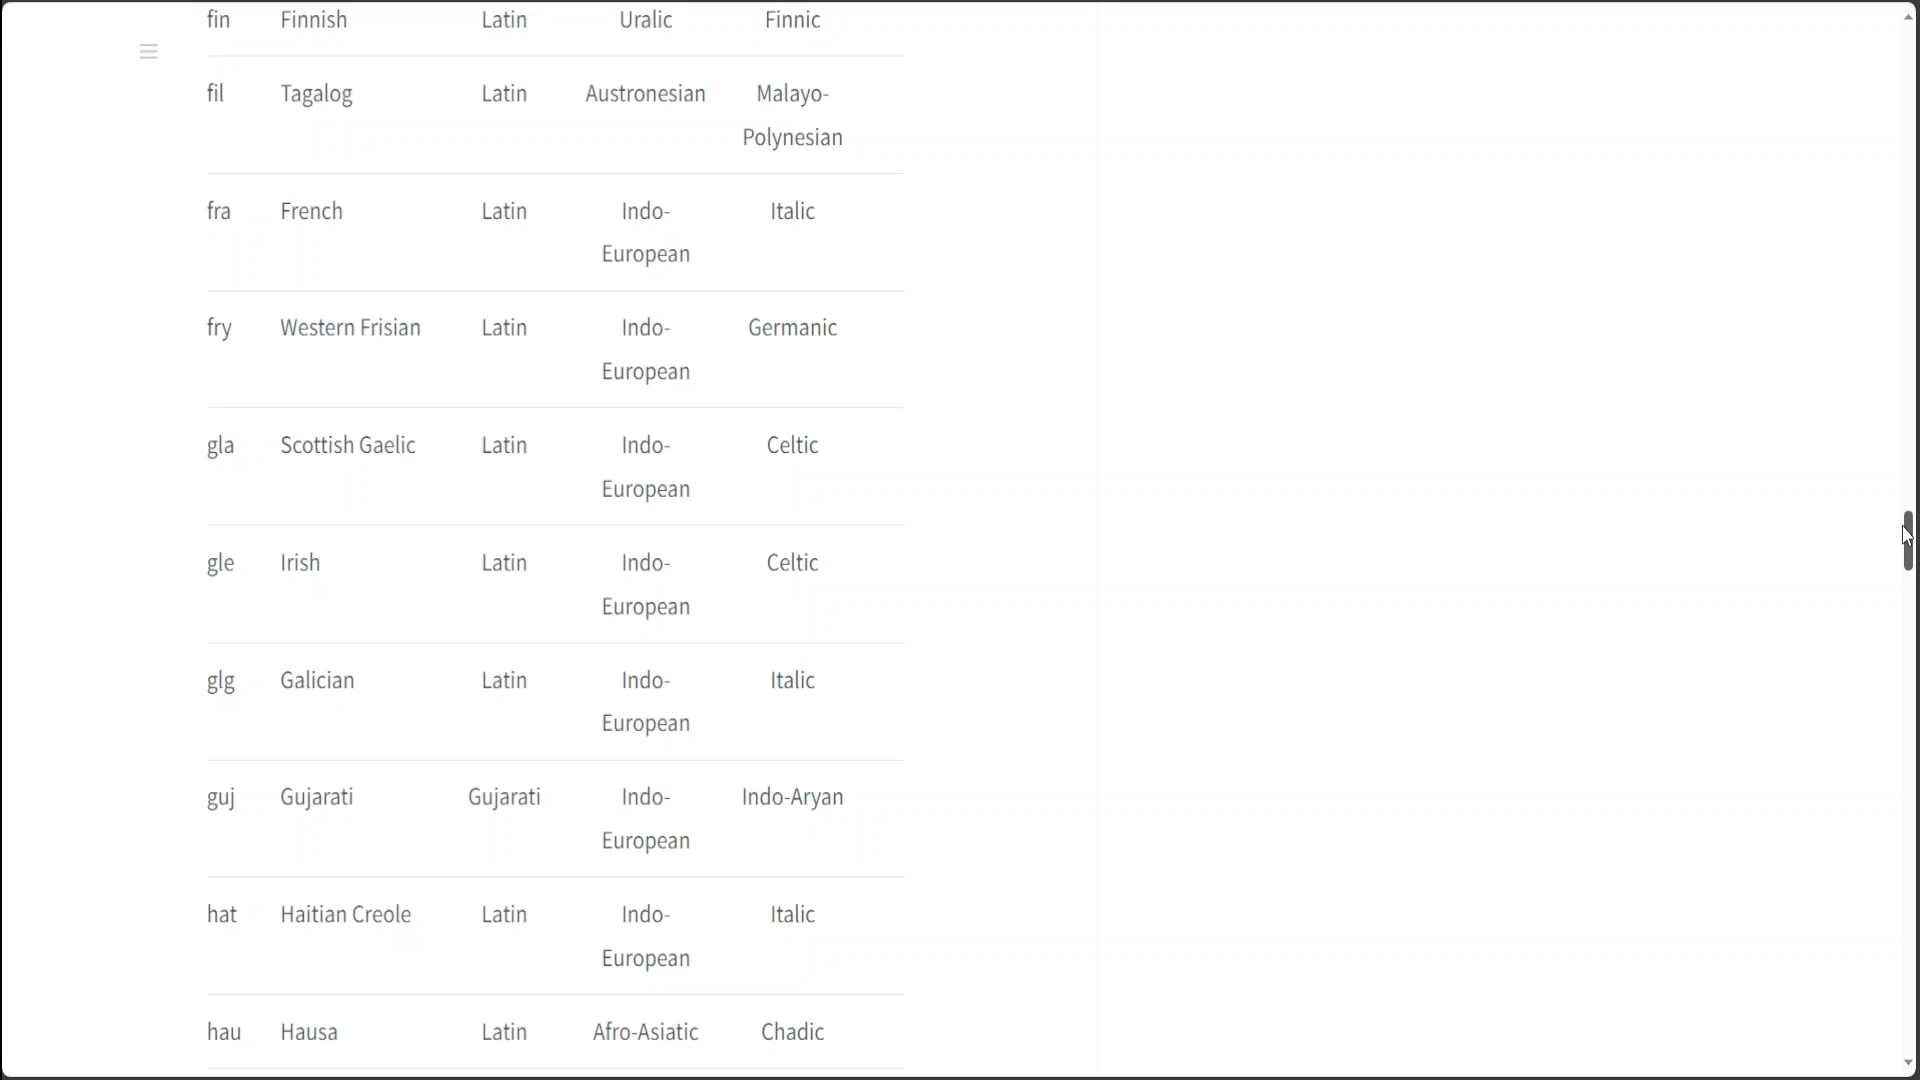 fin Finnish Latin Uralic Finnic
fil Tagalog Latin Austronesian Malayo-
Polynesian
fra French Latin Indo- Italic
European
fry Western Frisian Latin Indo- Germanic
European
gla Scottish Gaelic Latin Indo- Celtic
European
gle Irish Latin Indo- Celtic
European
glg Galician Latin Indo- Italic
European
guj Gujarati Gujarati Indo- Indo-Aryan
European
hat Haitian Creole Latin Indo- Italic
European
hau Hausa Latin Afro-Asiatic Chadic